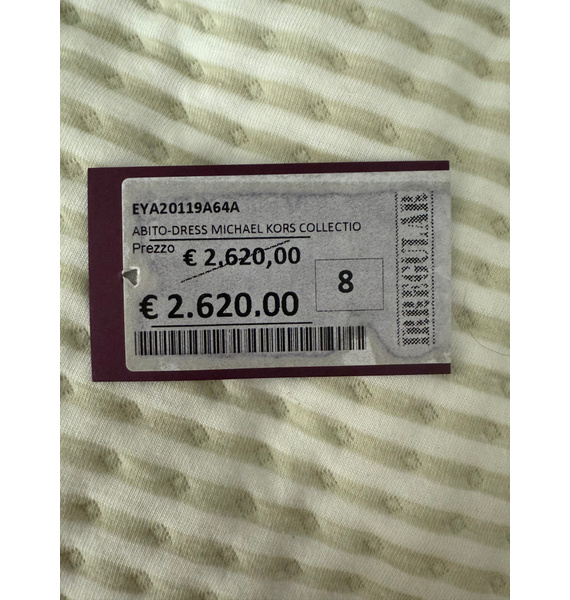 EYA20119A64A
ABITO-DRESS MICHAEL KORS COLLECTIO
Prezzo
€ 2.620,00
€ 2.620.00
8